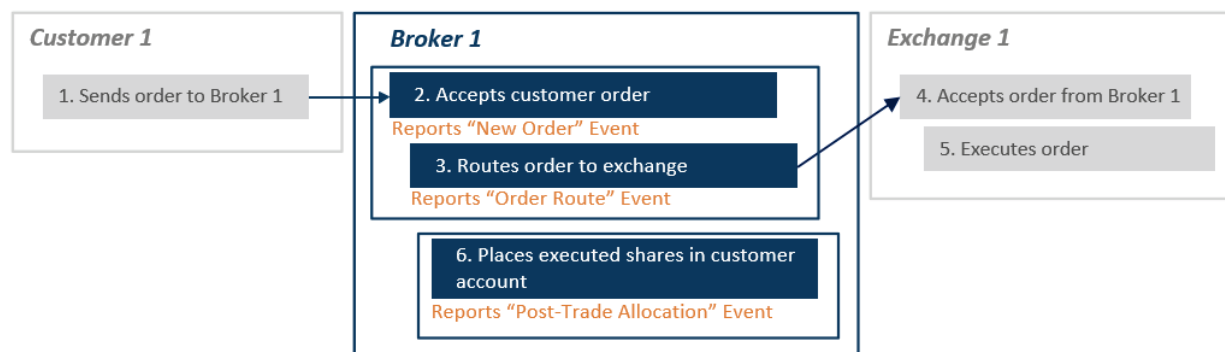 Customer 1
1. Sends order to Broker 1
Broker 1
2. Accepts customer order
Reports “New Order” Event
3. Routes order to exchange
Reports “Order Route” Event
6. Places executed shares in customer
account
Reports “Post-Trade Allocation” Event
Exchange 1
4. Accepts order from Broker 1
5. Executes order